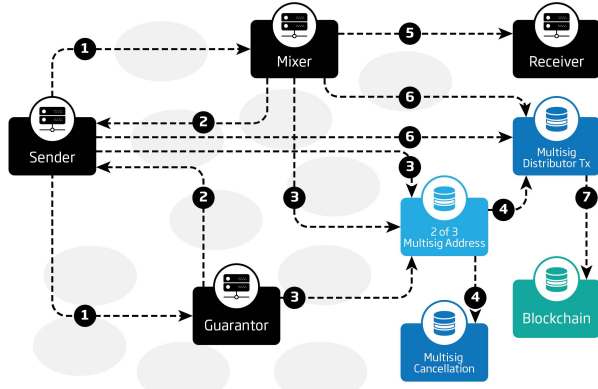 1
5
Mixer
Receiver
6
2
Sender
6
3
Multisig
Distributor Tx
2
3
4
7
2 of 3
Multisig Address
1
Guarantor
3
4
Blockchain
Multisig
Cancellation